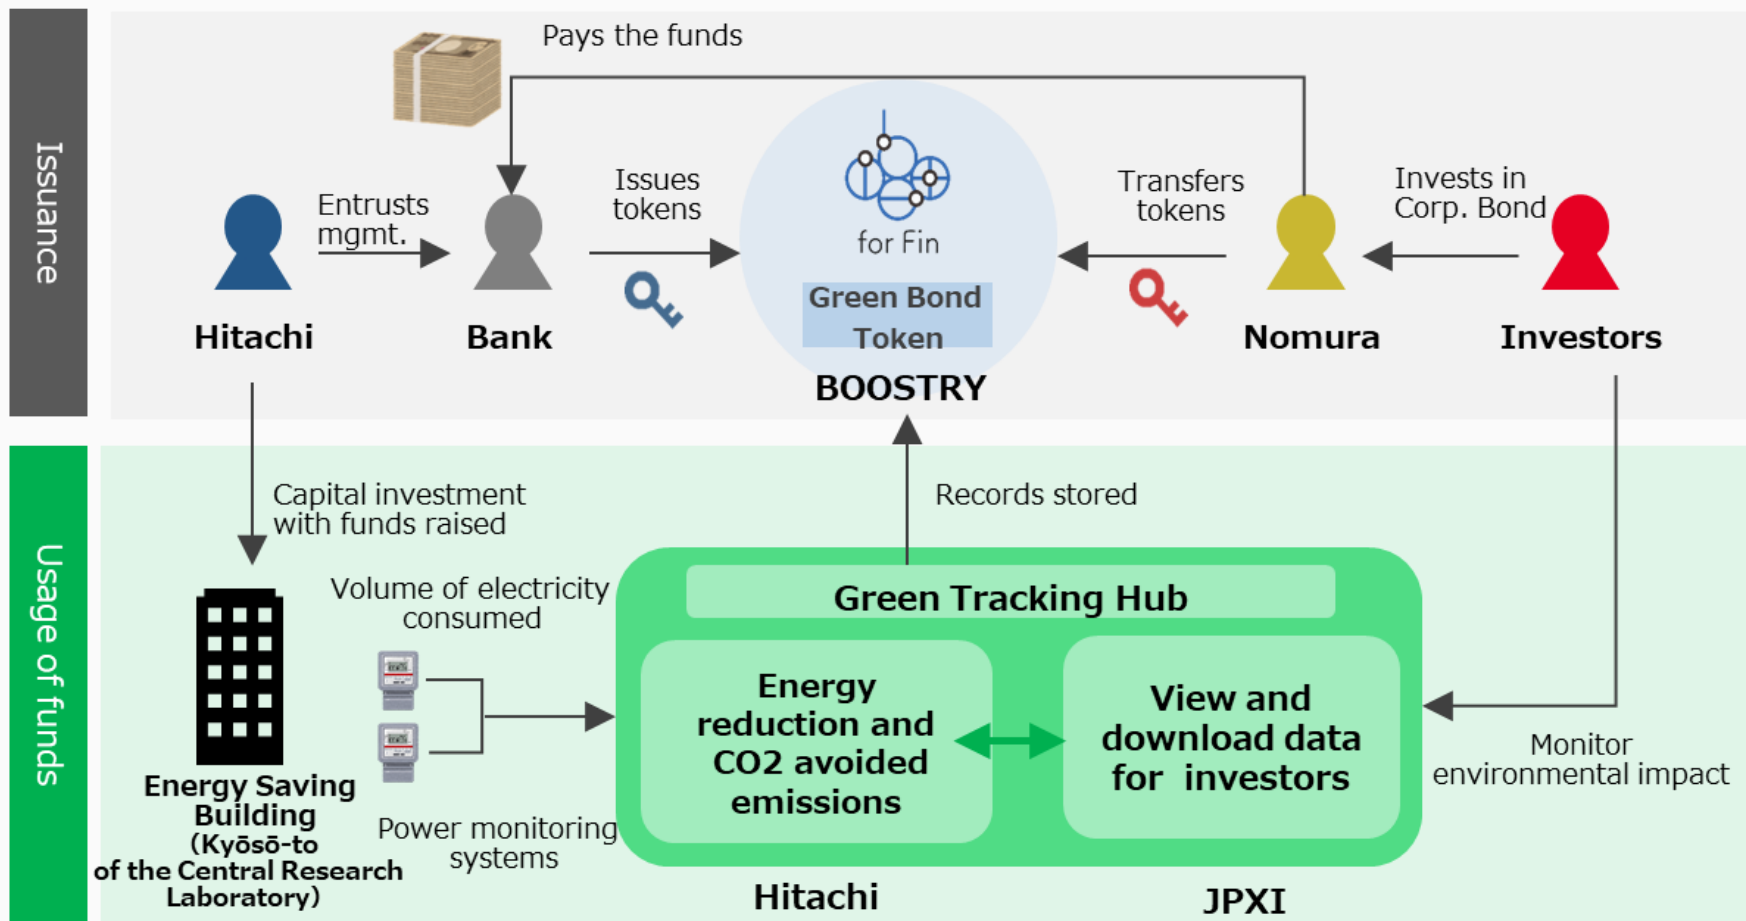 Issuance
Pays the funds
Entrusts
mgmt.
Issues
tokens
for Fin
Green Bond
Token
BOOSTRY
Transfers
tokens
Invests in
Corp. Bond
Hitachi
Bank
Nomura
Investors
Usage of funds
Capital investment
with funds raised
Records stored
Volume of electricity
consumed
Power monitoring
systems
Energy Saving
Building
(Kyōsō-to
of the Central Research
Laboratory)
Green Tracking Hub
Energy
reduction and
CO2 avoided
emissions
View and
download data
for investors
Monitor
environmental impact
Hitachi
JPXI